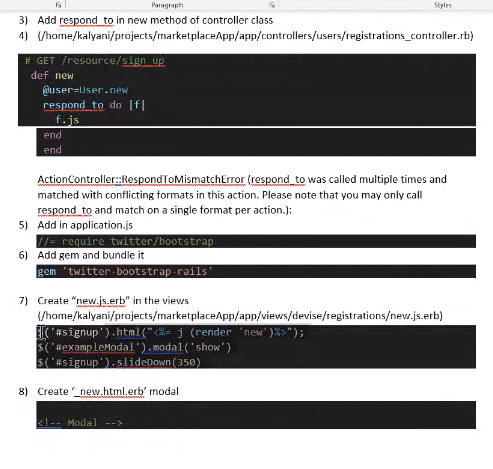 Paragraph
Styles
3) Add respond_to in new method of controller class
4) (/home/kalyani/projects/marketplaceApp/app/controllers/users/registrations_controller.rb)
# GET /resource/sign_up
def new
@user=User.new
respond_to do |f|
f.js
end
end
ActionController::RespondToMismatchError (respond_to was called multiple times and
matched with conflicting formats in this action. Please note that you may only call
respond_to and match on a single format per action.):
5) Add in application.js
//= require twitter/bootstrap
6) Add gem and bundle it
gem 'twitter-bootstrap-rails'
7) Create “new.js.erb” in the views
(/home/kalyani/projects/marketplaceApp/app/views/devise/registrations/new.js.erb)
$('#signup').html("<%= j (render 'new')%>");
$('#exampleModal').modal('show')
$('#signup').slideDown(350)
8) Create ‘_new.html.erb’ modal
<!-- Modal -->